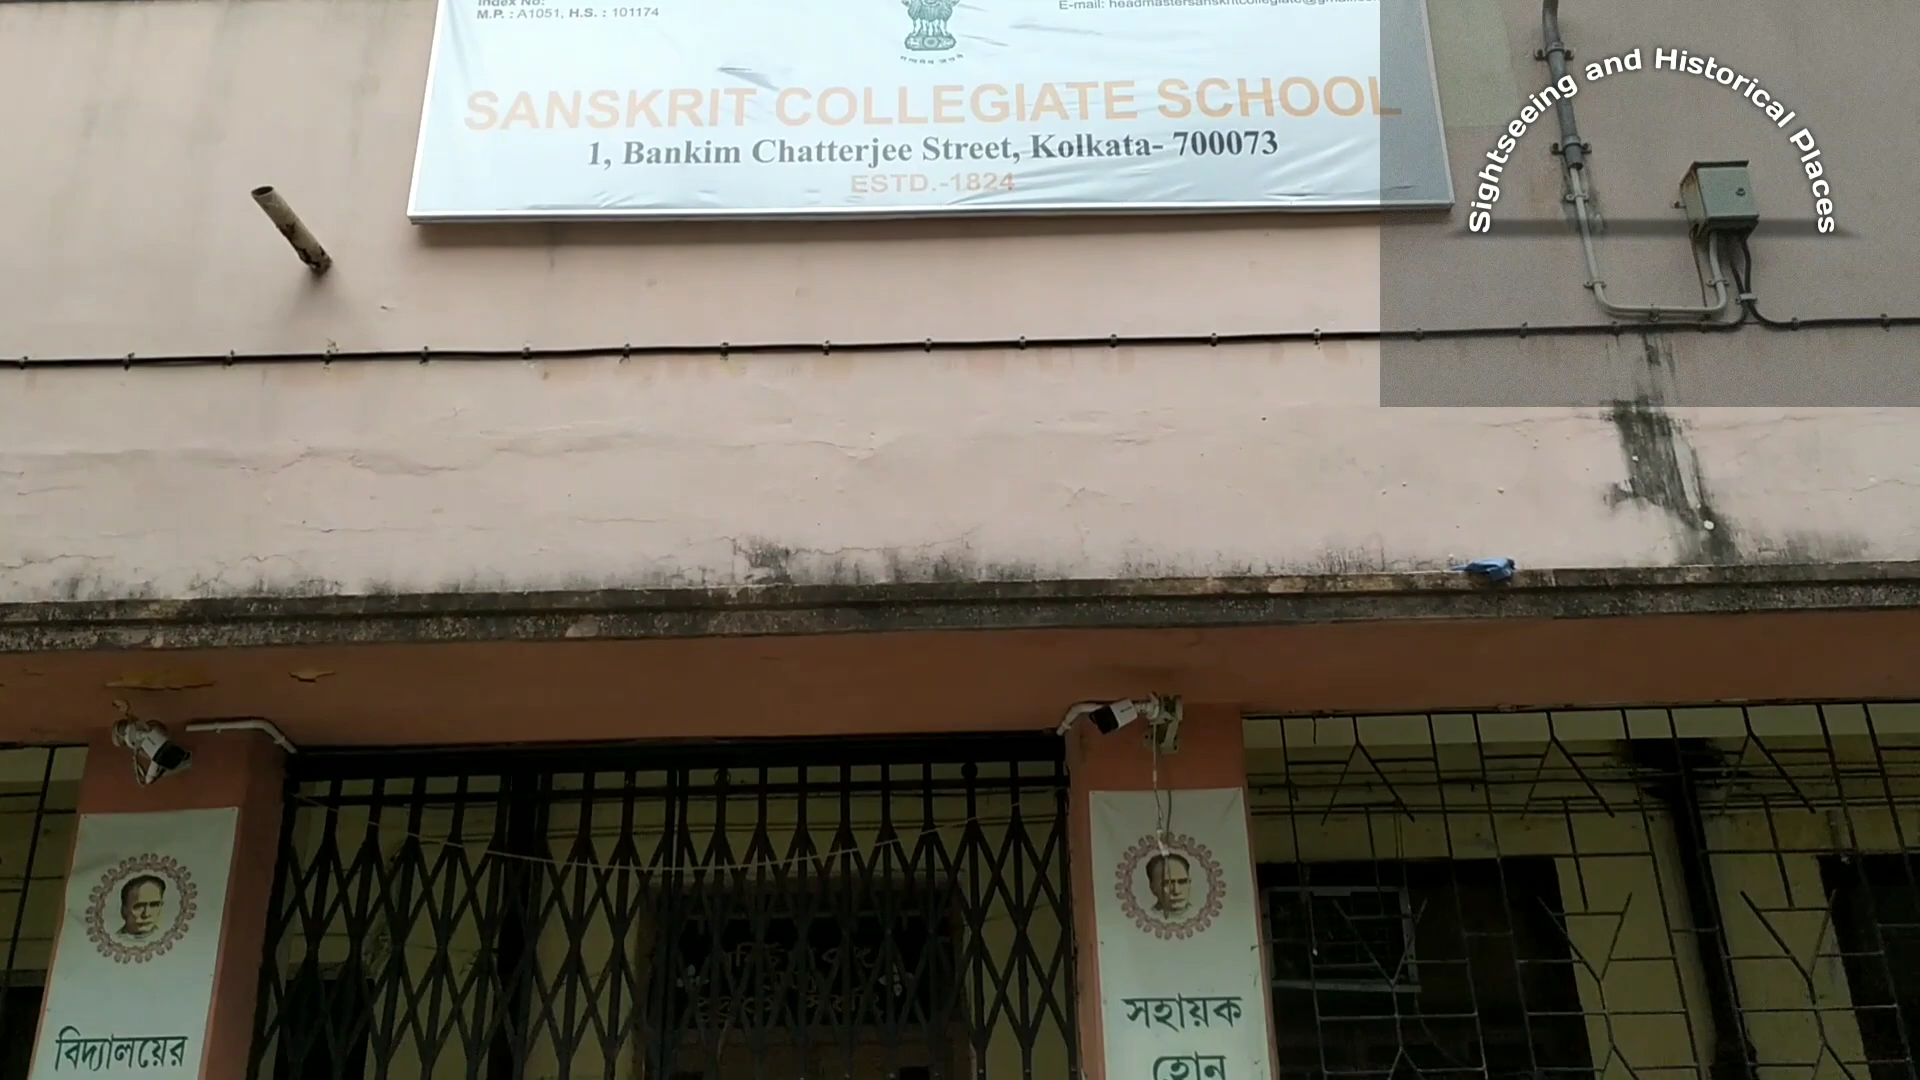 Index No:
M.P. : A1051, H.S. : 101174
SANSKRIT COLLEGIATE SCHOOL
1, Bankim Chatterjee Street, Kolkata- 700073
ESTD.-1824
Sightseeing and Historical Places
বিদ্যালয়ের
সহায়ক
হোন